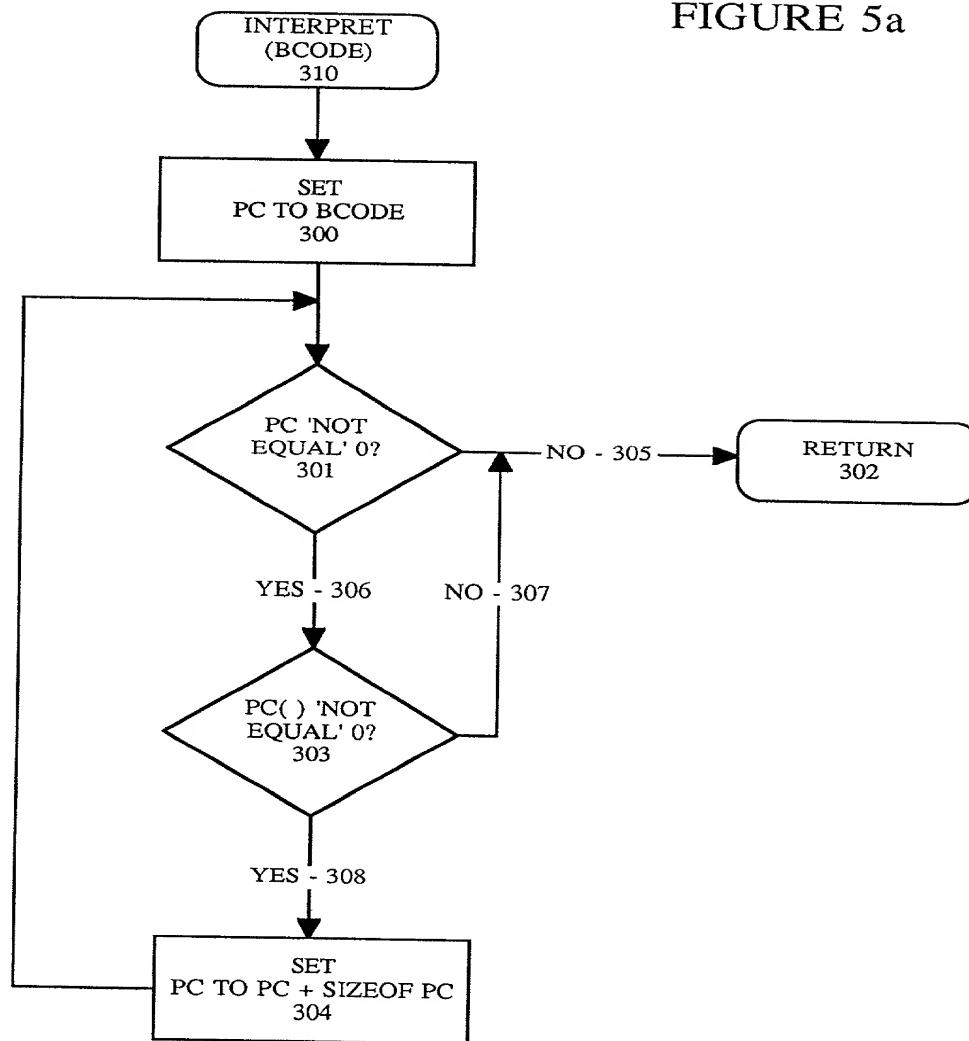 FIGURE 5a
INTERPRET
(BCODE)
310
SET
PC TO BCODE
300
PC 'NOT
EQUAL' 0?
301
NO - 305
RETURN
302
YES - 306
NO - 307
PC( ) 'NOT
EQUAL' 0?
303
YES - 308
SET
PC TO PC + SIZEOF PC
304